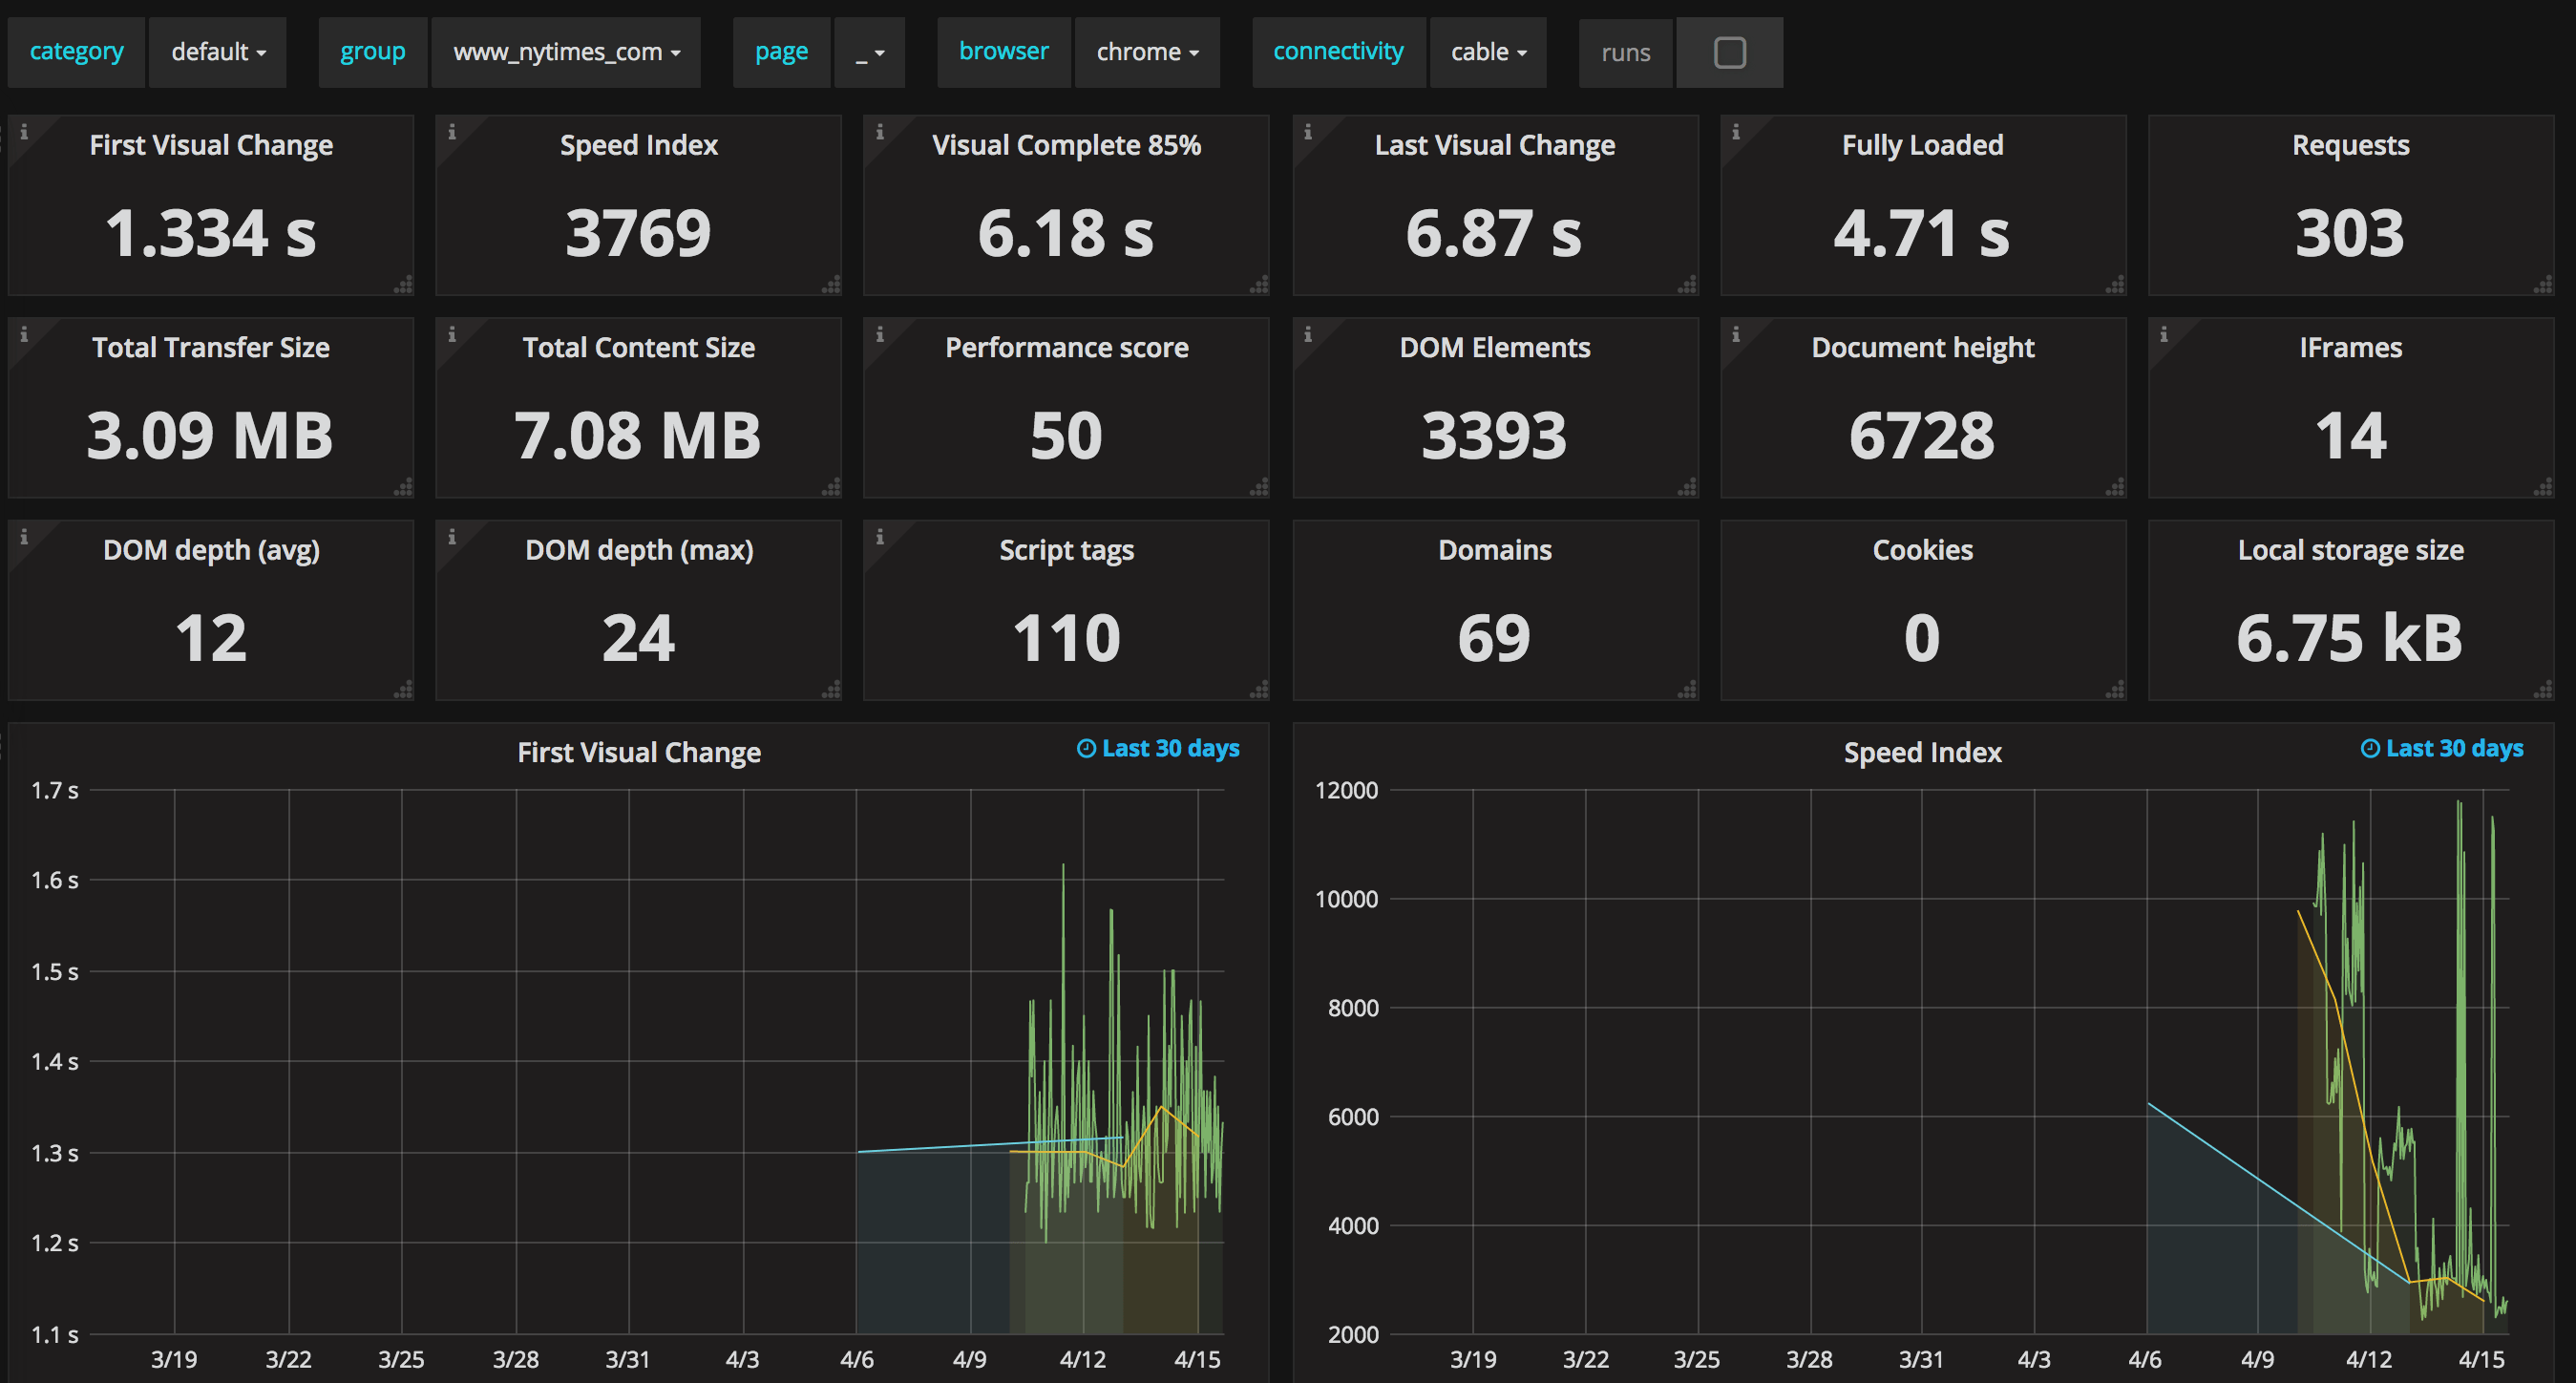 category default group www_nytimes_com page _ browser chrome connectivity cable runs
First Visual Change Speed Index Visual Complete 85% Last Visual Change Fully Loaded Requests
1.334 s 3769 6.18 s 6.87 s 4.71 s 303
Total Transfer Size Total Content Size Performance score DOM Elements Document height IFrames
3.09 MB 7.08 MB 50 3393 6728 14
DOM depth (avg) DOM depth (max) Script tags Domains Cookies Local storage size
12 24 110 69 0 6.75 kB
First Visual Change Last 30 days
1.7 s
1.6 s
1.5 s
1.4 s
1.3 s
1.2 s
1.1 s
3/19 3/22 3/25 3/28 3/31 4/3 4/6 4/9 4/12 4/15
Speed Index Last 30 days
12000
10000
8000
6000
4000
2000
3/19 3/22 3/25 3/28 3/31 4/3 4/6 4/9 4/12 4/15